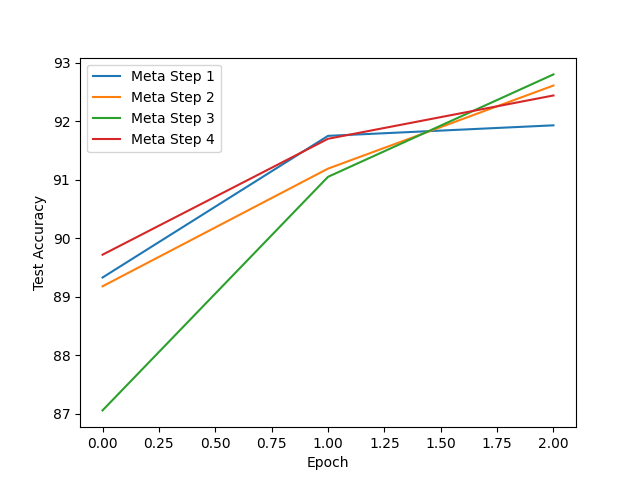 93
92
91
90
89
88
87
Test Accuracy
Meta Step 1
Meta Step 2
Meta Step 3
Meta Step 4
0.00 0.25 0.50 0.75 1.00 1.25 1.50 1.75 2.00
Epoch